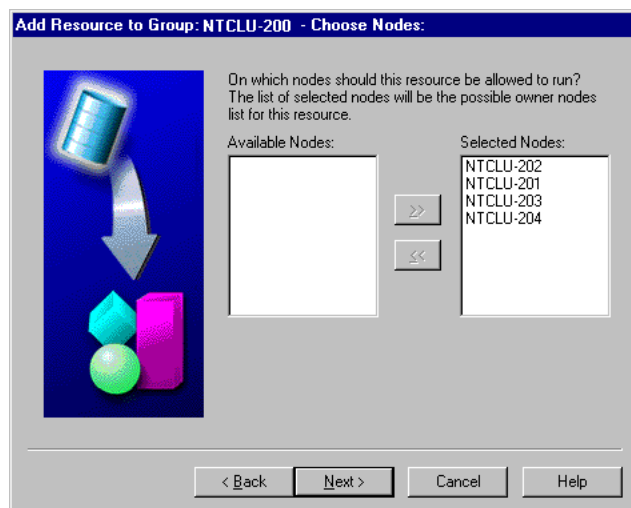 Add Resource to Group: NTCLU-200 - Choose Nodes:
On which nodes should this resource be allowed to run?
The list of selected nodes will be the possible owner nodes
list for this resource.
Available Nodes:
Selected Nodes:
NTCLU-202
NTCLU-201
NTCLU-203
NTCLU-204
>>
<<
< Back
Next >
Cancel
Help